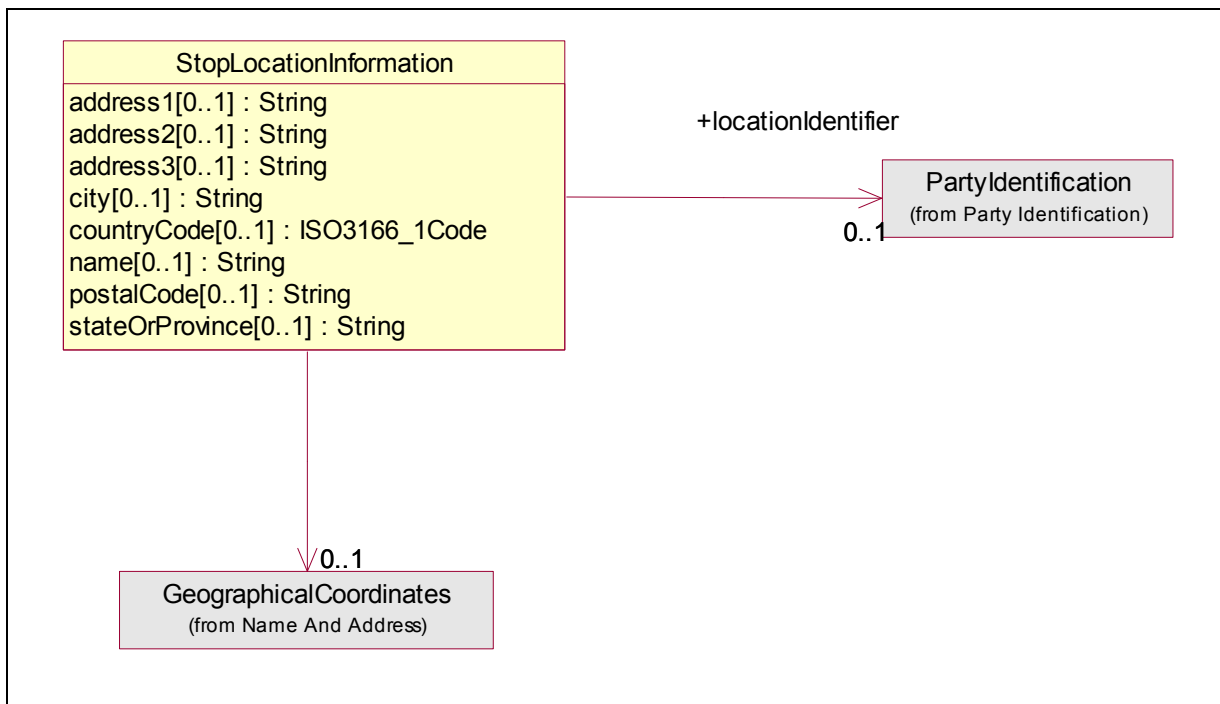 StopLocationInformation
address1[0..1] : String
address2[0..1] : String
address3[0..1] : String
city[0..1] : String
countryCode[0..1] : ISO3166_1Code
name[0..1] : String
postalCode[0..1] : String
stateOrProvince[0..1] : String
+locationIdentifier
PartyIdentification
(from Party Identification)
0..1
0..1
GeographicalCoordinates
(from Name And Address)